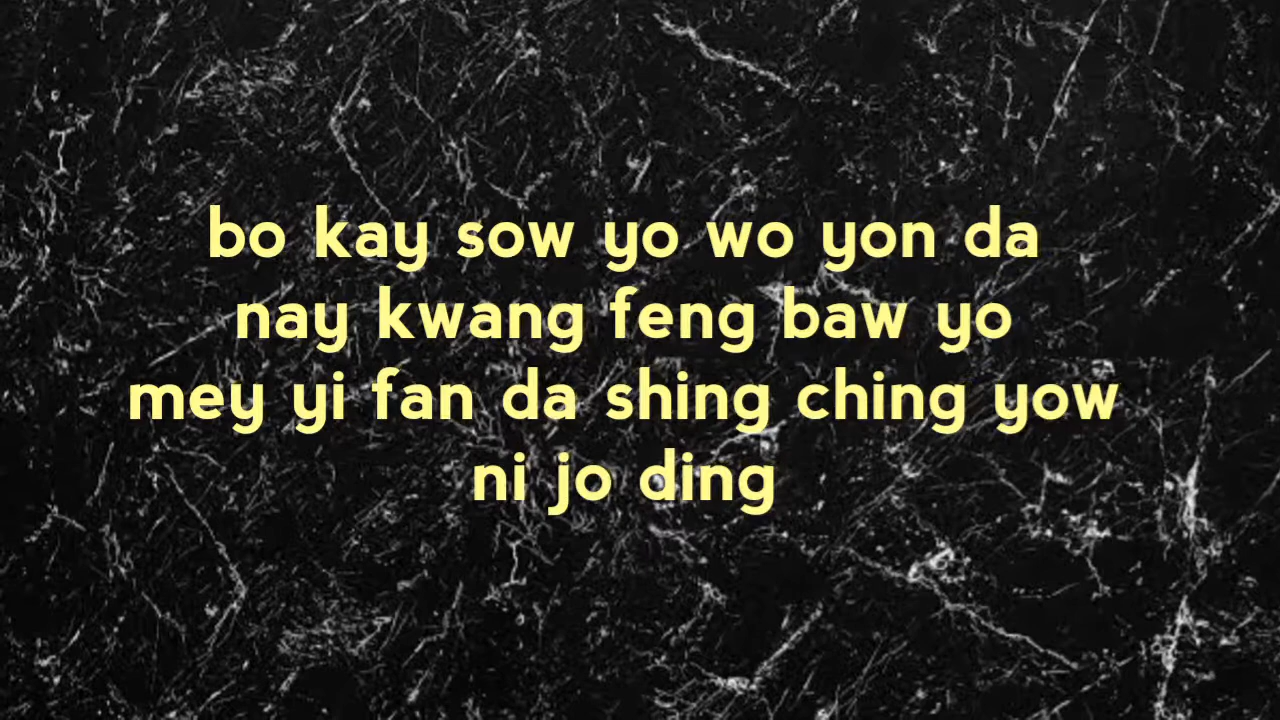 bo kay sow yo wo yon da
nay kwang feng baw yo
mey yi fan da shing ching yow
ni jo ding